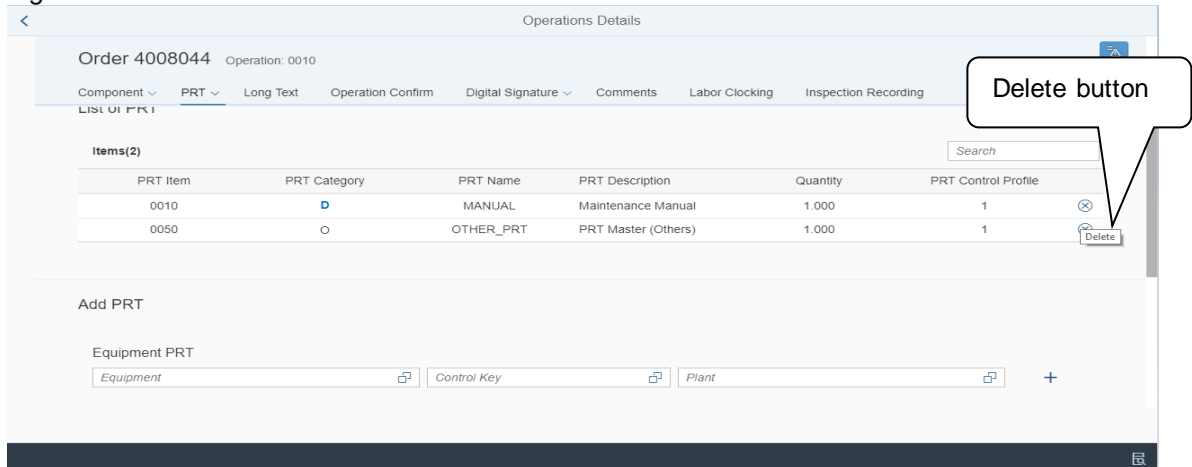 Operations Details
Order 4008044 Operation: 0010
Component PRT Long Text Operation Confirm Digital Signature Comments Labor Clocking Inspection Recording
Delete button
List of PRT
Items(2) Search
PRT Item PRT Category PRT Name PRT Description Quantity PRT Control Profile
0010 D MANUAL Maintenance Manual 1.000 1
0050 O OTHER_PRT PRT Master (Others) 1.000 1
Delete
Add PRT
Equipment PRT
Equipment Control Key Plant